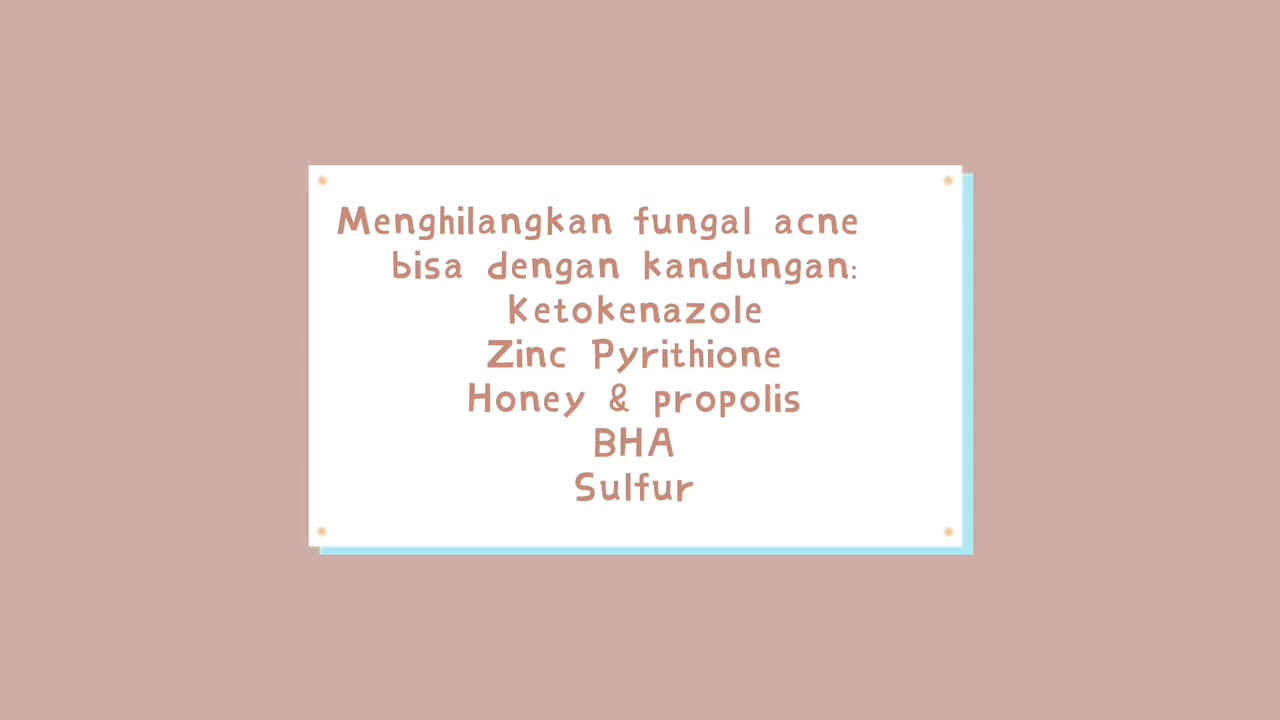 Menghilangkan fungal acne
bisa dengan kandungan:
Ketokenazole
Zinc Pyrithione
Honey & propolis
BHA
Sulfur